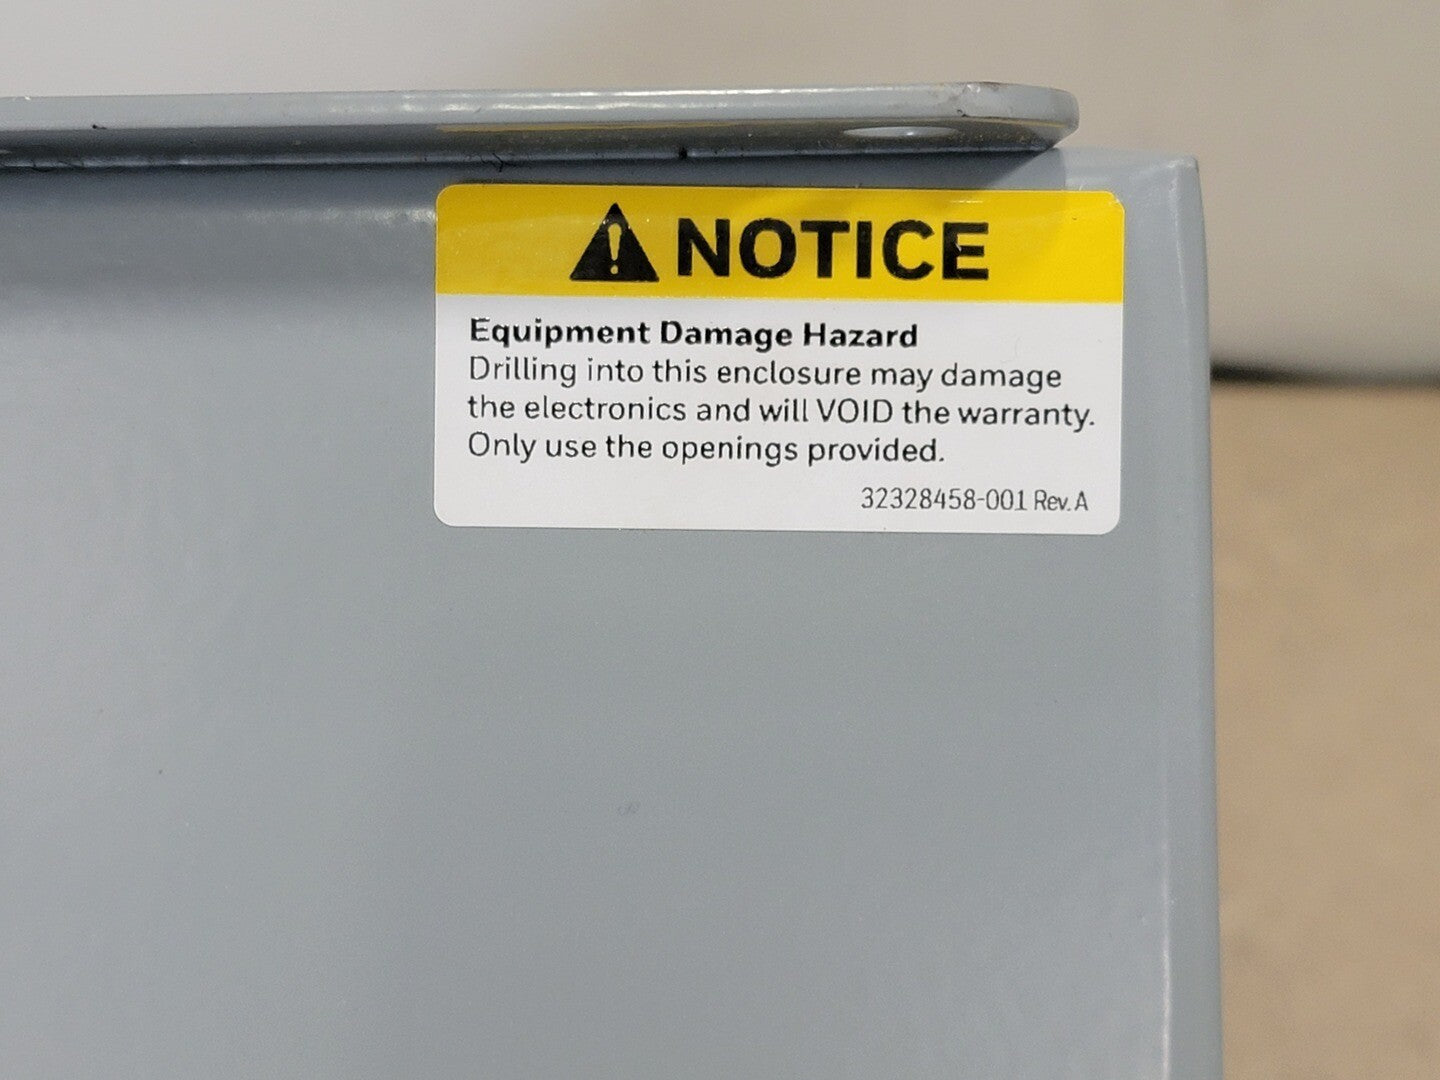 NOTICE
Equipment Damage Hazard
Drilling into this enclosure may damage
the electronics and will VOID the warranty.
Only use the openings provided.
32328458-001 Rev. A